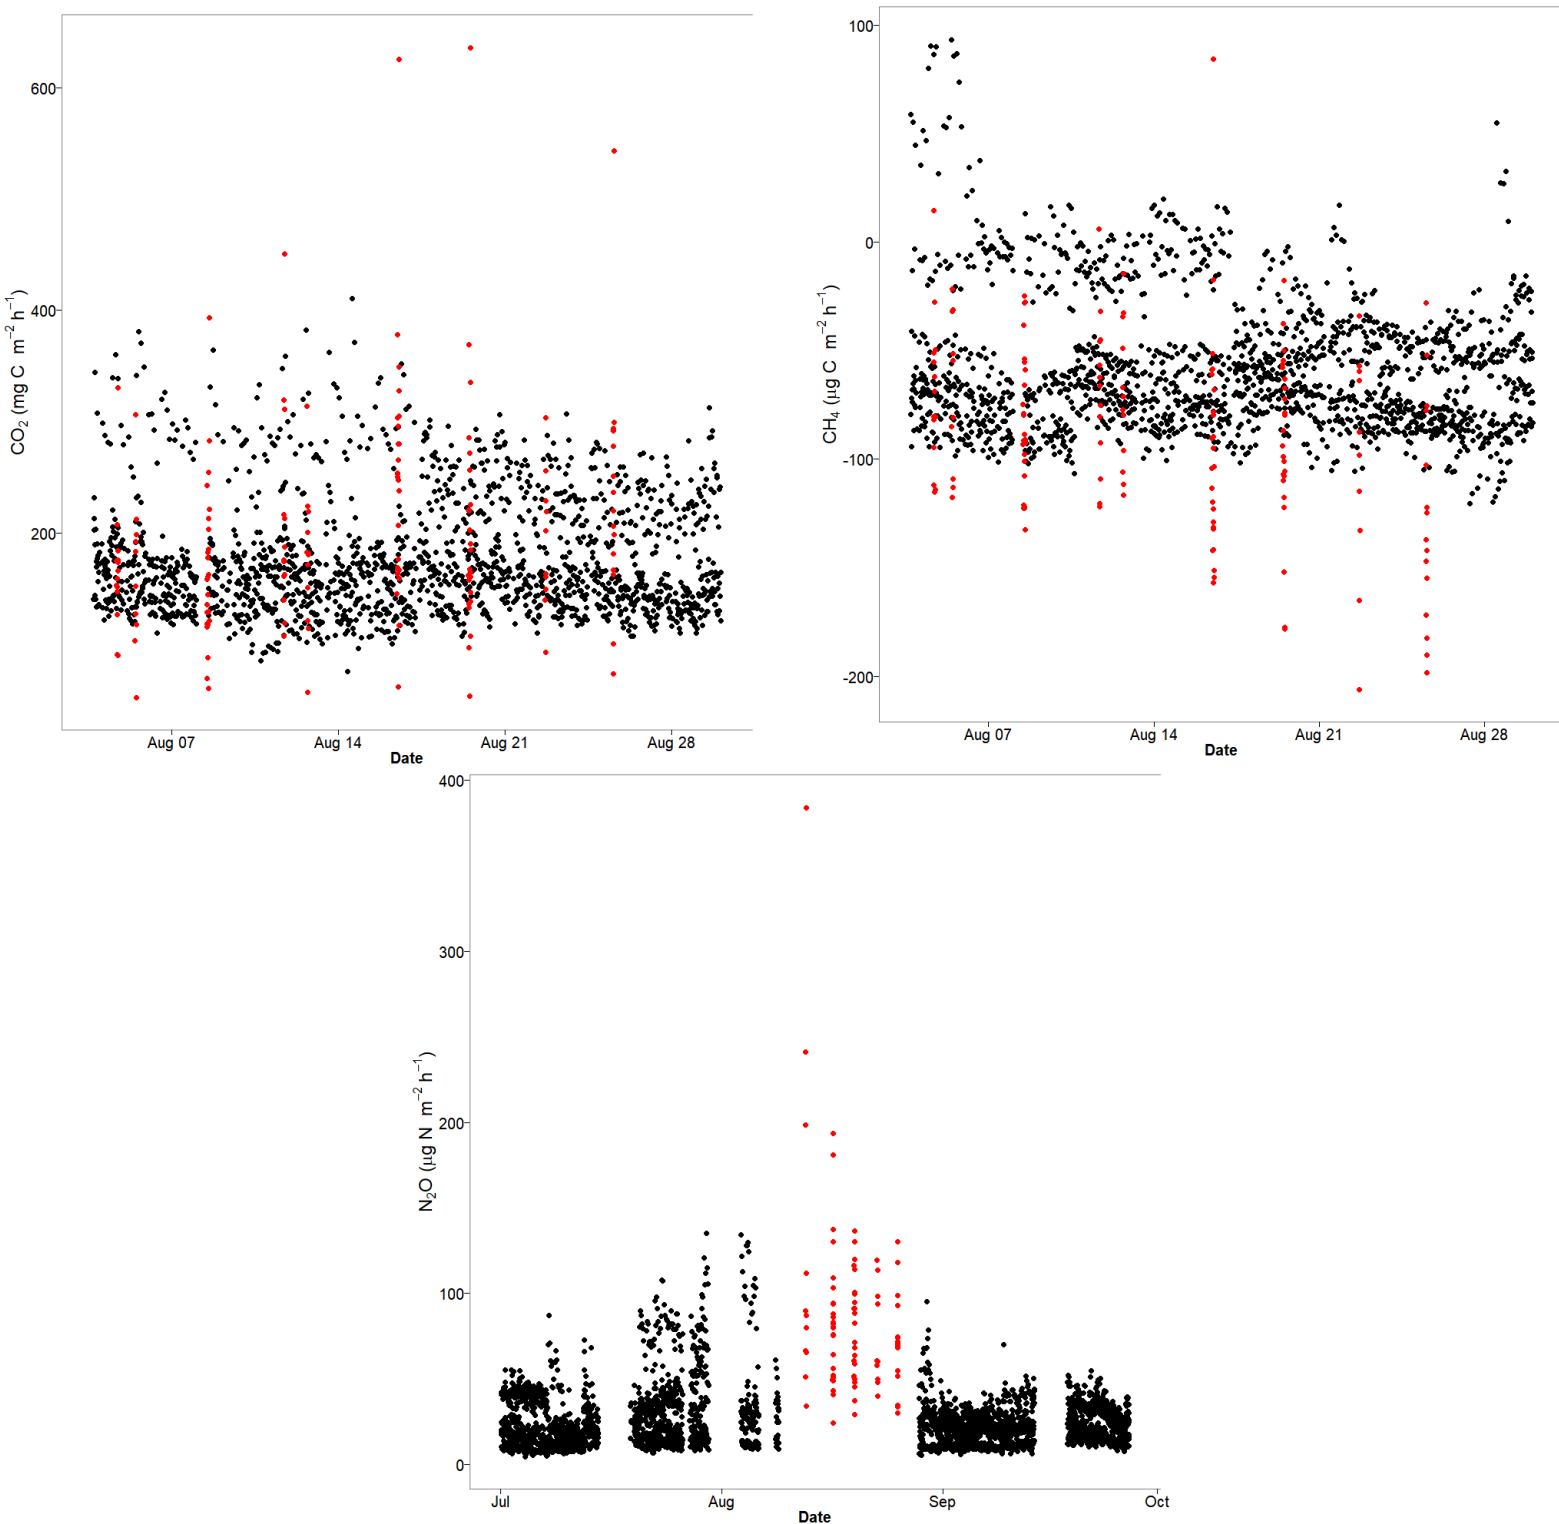 600
400
200
CO₂ (mg C m⁻² h⁻¹)
Aug 07 Aug 14 Aug 21 Aug 28
Date
100
0
-100
-200
CH₄ (μg C m⁻² h⁻¹)
Aug 07 Aug 14 Aug 21 Aug 28
Date
400
300
200
100
0
N₂O (μg N m⁻² h⁻¹)
Jul Aug Sep Oct
Date